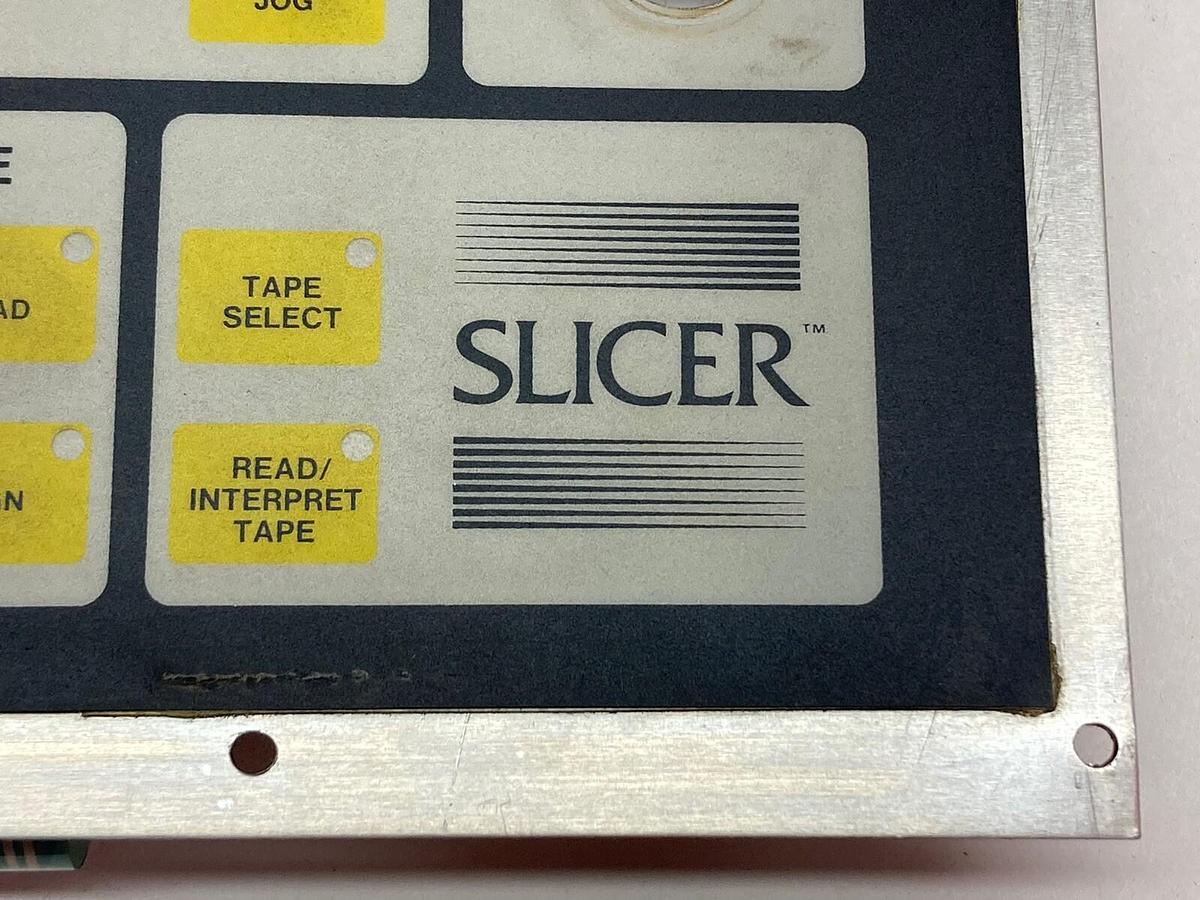 JOG
TAPE
SELECT
SLICER™
READ/
INTERPRET
TAPE